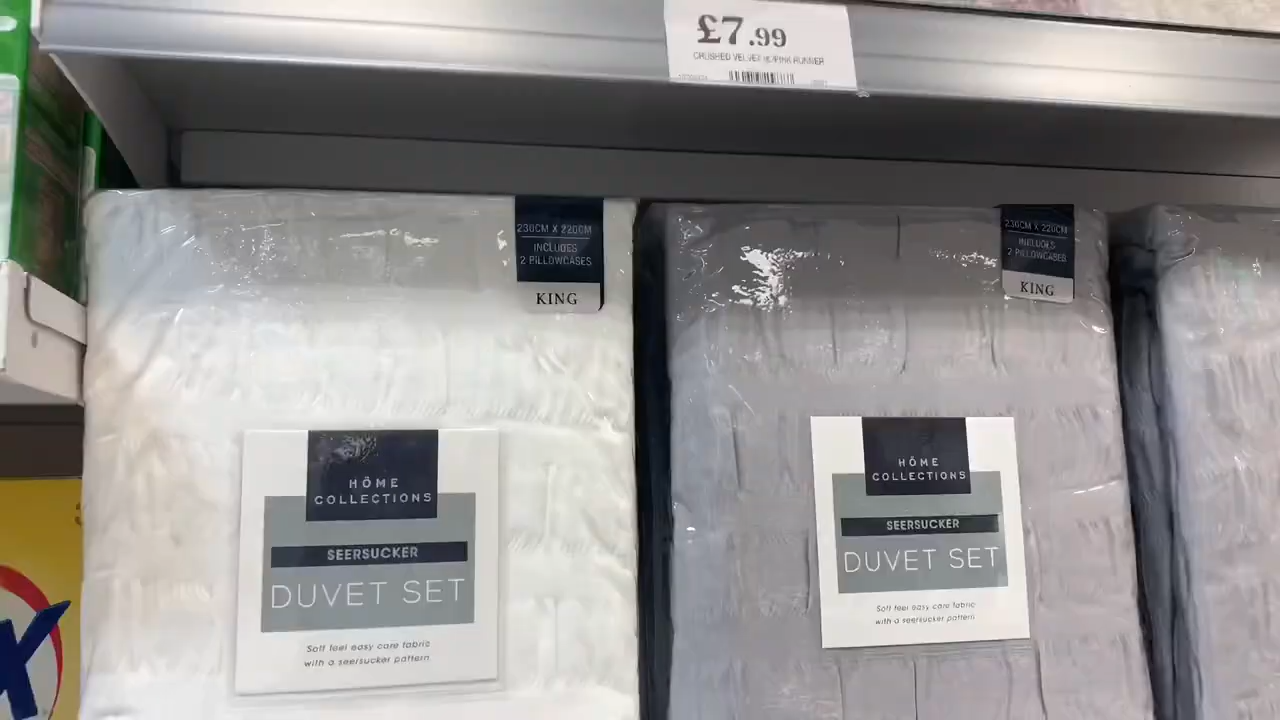 £7.99
CRUSHED VELVET
RUNNER
230CM X 220CM
INCLUDES
2 PILLOWCASES
KING
HÖME
COLLECTIONS
SEERSUCKER
DUVET SET
Soft feel easy care fabric
with a seersucker pattern
230CM X 220CM
INCLUDES
2 PILLOWCASES
KING
HÖME
COLLECTIONS
SEERSUCKER
DUVET SET
Soft feel easy care fabric
with a seersucker pattern